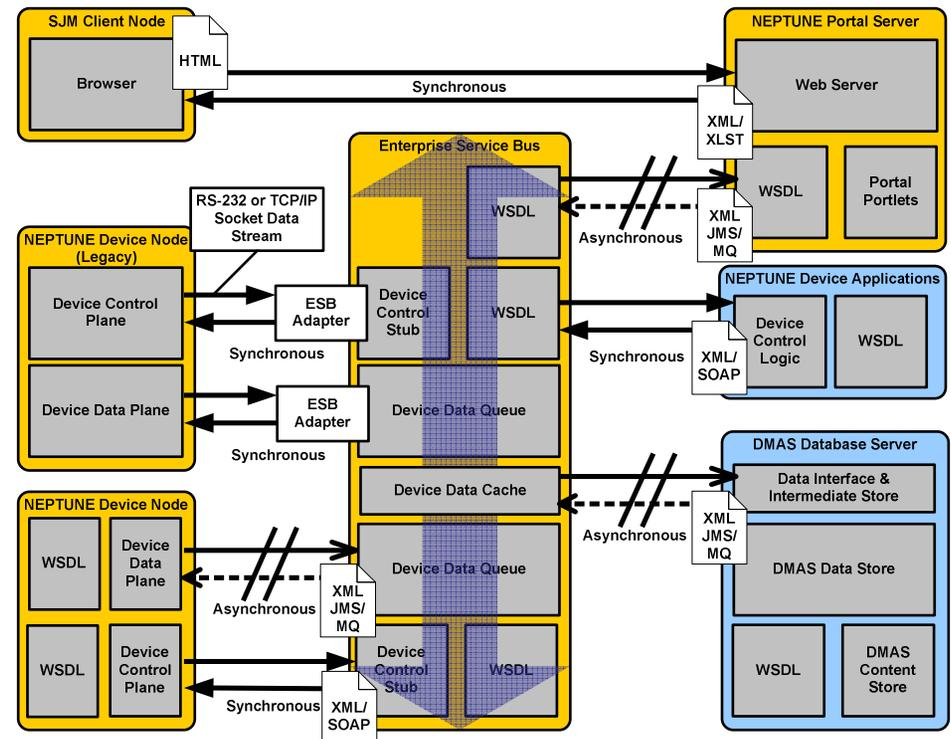 SJM Client Node
Browser
HTML
Synchronous
NEPTUNE Portal Server
Web Server
XML/
XLST
WSDL
Portal
Portlets
XML
JMS/
MQ
Asynchronous
Enterprise Service Bus
WSDL
RS-232 or TCP/IP
Socket Data
Stream
NEPTUNE Device Node
(Legacy)
Device Control
Plane
ESB
Adapter
Synchronous
Device
Control
Stub
WSDL
Synchronous
NEPTUNE Device Applications
Device
Control
Logic
WSDL
XML/
SOAP
Device Data Plane
ESB
Adapter
Synchronous
Device Data Queue
Device Data Cache
Asynchronous
DMAS Database Server
Data Interface &
Intermediate Store
XML
JMS/
MQ
DMAS Data Store
WSDL
DMAS
Content
Store
NEPTUNE Device Node
WSDL
Device
Data
Plane
Asynchronous
XML
JMS/
MQ
Device Data Queue
WSDL
Device
Control
Plane
Synchronous
XML/
SOAP
Device
Control
Stub
WSDL